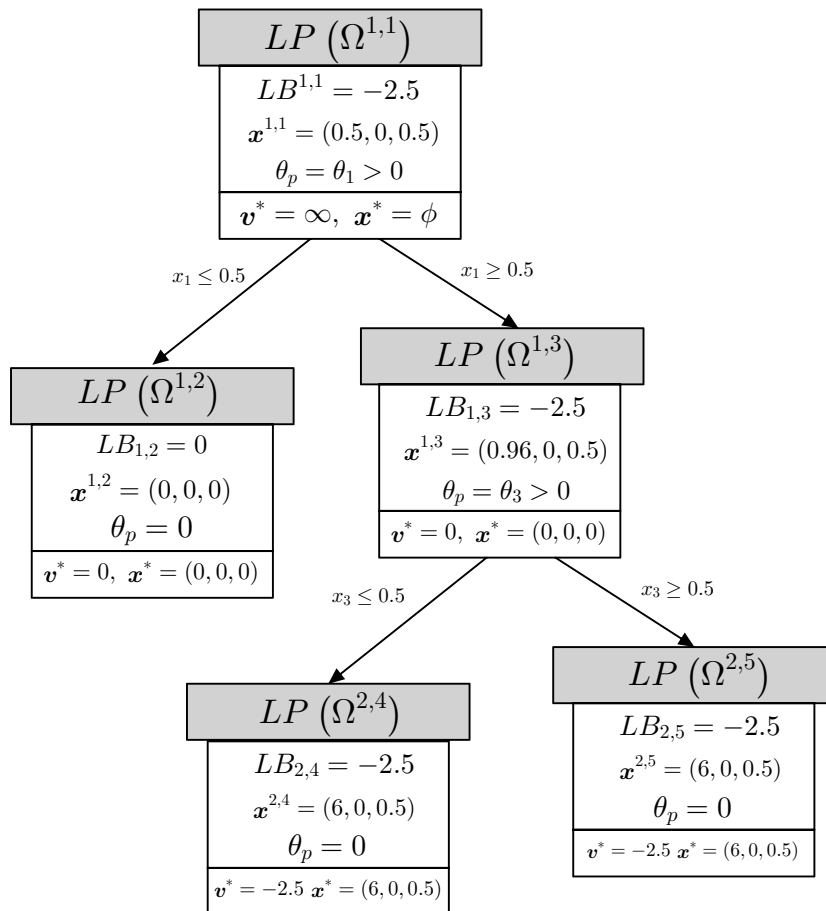 LP (Ω^{1,1})
LB^{1,1} = −2.5
x^{1,1} = (0.5, 0, 0.5)
θ_p = θ_1 > 0
v^* = ∞, x^* = ϕ
x_1 ≤ 0.5
x_1 ≥ 0.5
LP (Ω^{1,2})
LB_{1,2} = 0
x^{1,2} = (0, 0, 0)
θ_p = 0
v^* = 0, x^* = (0, 0, 0)
LP (Ω^{1,3})
LB_{1,3} = −2.5
x^{1,3} = (0.96, 0, 0.5)
θ_p = θ_3 > 0
v^* = 0, x^* = (0, 0, 0)
x_3 ≤ 0.5
x_3 ≥ 0.5
LP (Ω^{2,4})
LB_{2,4} = −2.5
x^{2,4} = (6, 0, 0.5)
θ_p = 0
v^* = −2.5 x^* = (6, 0, 0.5)
LP (Ω^{2,5})
LB_{2,5} = −2.5
x^{2,5} = (6, 0, 0.5)
θ_p = 0
v^* = −2.5 x^* = (6, 0, 0.5)